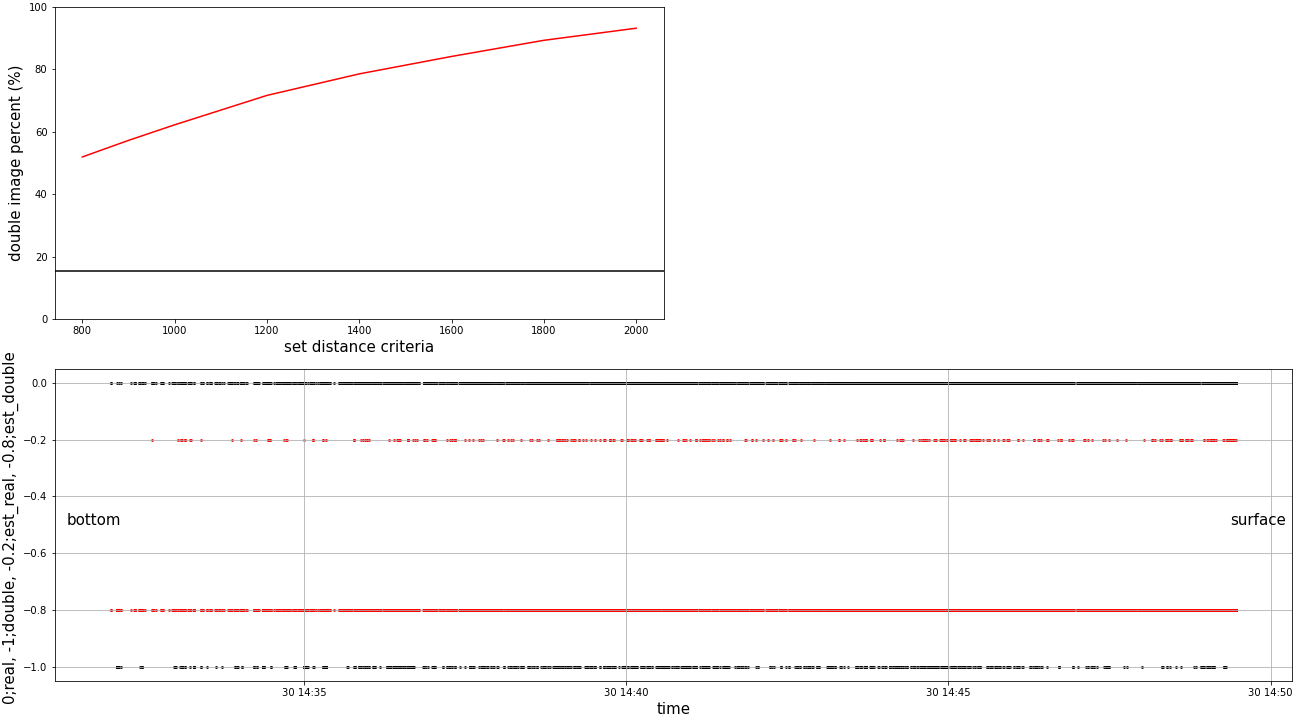 100
80
60
40
20
0
double image percent (%)
800 1000 1200 1400 1600 1800 2000
set distance criteria
0.0
−0.2
−0.4
−0.6
−0.8
−1.0
0;real, -1;double, -0.2;est_real, -0.8;est_double
bottom
surface
30 14:35 30 14:40 30 14:45 30 14:50
time